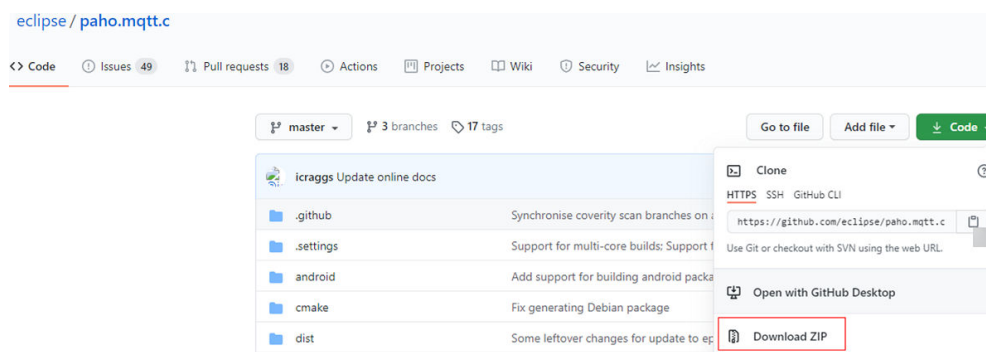 eclipse / paho.mqtt.c
Code Issues 49 Pull requests 18 Actions Projects Wiki Security Insights
master 3 branches 17 tags Go to file Add file Code
icraggs Update online docs
.github Synchronise coverity scan branches on
.settings Support for multi-core builds; Support
android Add support for building android packa
cmake Fix generating Debian package
dist Some leftover changes for update to ep
Clone
HTTPS SSH GitHub CLI
https://github.com/eclipse/paho.mqtt.c
Use Git or checkout with SVN using the web URL.
Open with GitHub Desktop
Download ZIP